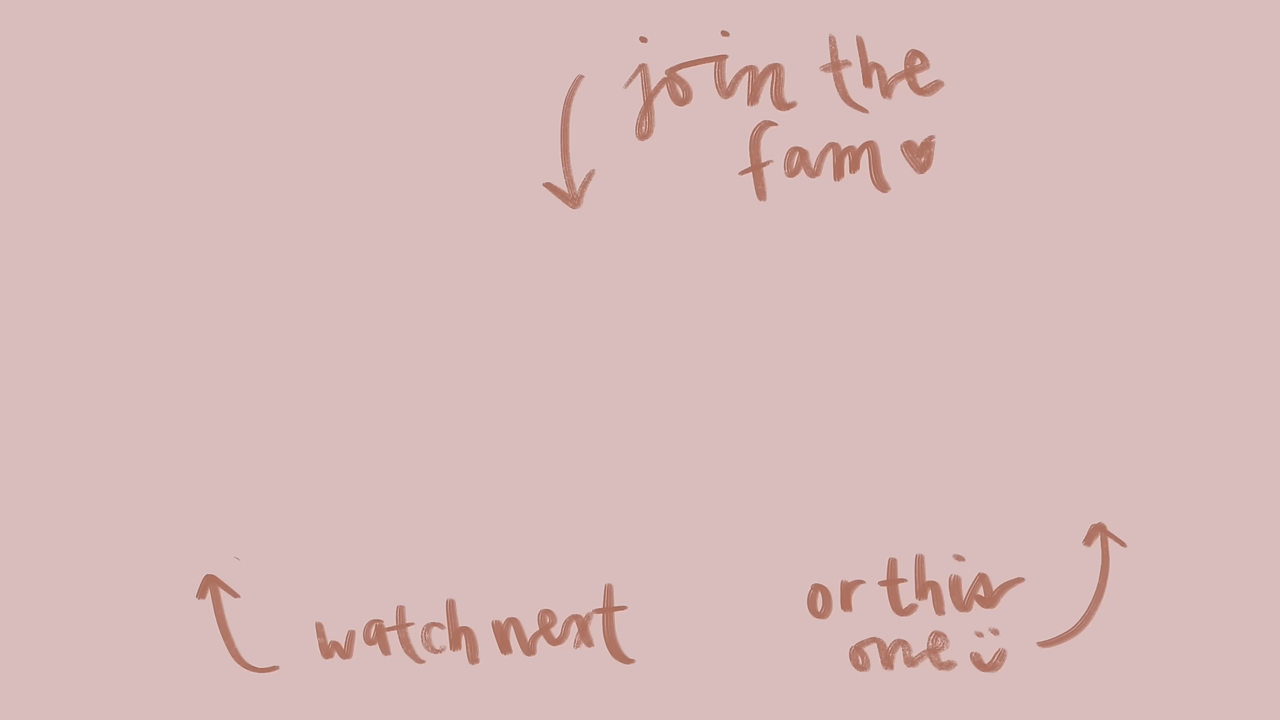 join the
fam ♥
watch next
or this
one ü